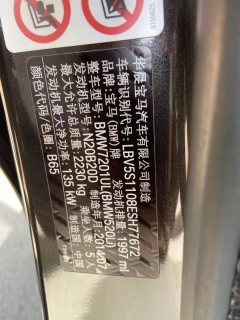 华晨宝马汽车有限公司制造
车辆识别代号：LBV5S1108ESH77672
品牌：宝马(BMW)牌 发动机排量：1997 ml
整车型号：BMW7201UL(BMW520Li)
发动机型号：N20B20D 制造年月：2014/07
最大允许总质量：2230 kg 乘坐人数：5人
发动机最大净功率：135 kW 制造国：中国
颜色代码/色圖：B65